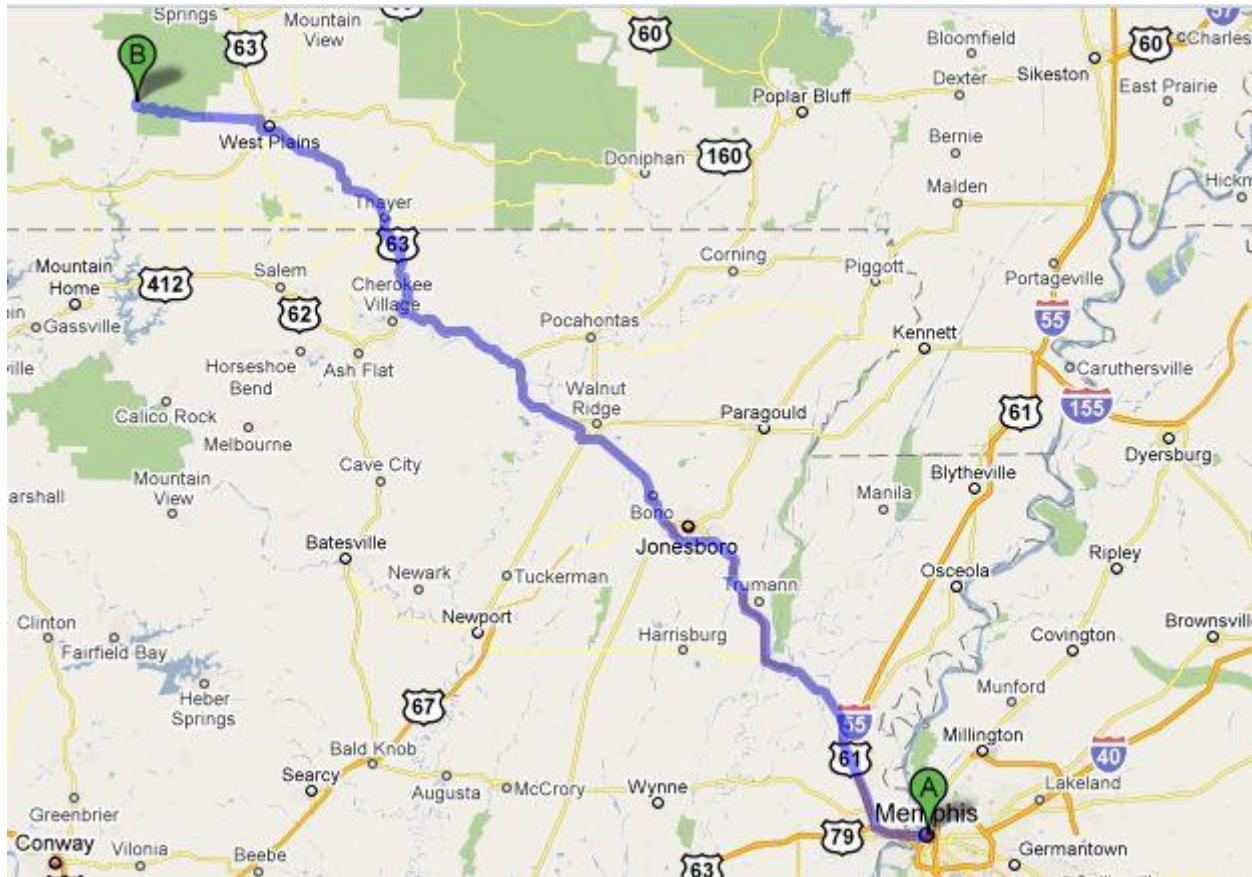 Springs
Mountain
View
63
60
57
Bloomfield
60
Charles
Sikeston
B
Dexter
East Prairie
Poplar Bluff
West Plains
Bernie
Doniphan
160
Malden
Hickm
Thayer
63
Corning
Mountain
Home
412
Salem
Cherokee
Village
Piggott
Portageville
62
55
Gassville
Pocahontas
Kennett
ville
Horseshoe
Bend
Ash Flat
Caruthersville
Walnut
Ridge
Calico Rock
Paragould
61
155
Melbourne
Dyersburg
Cave City
Blytheville
arshall
Mountain
View
Manila
Bono
Jonesboro
Batesville
Ripley
Newark
Tuckerman
Osceola
Trumann
Newport
Clinton
Fairfield Bay
Harrisburg
Covington
Brownsville
Heber
Springs
Munford
67
55
Millington
Bald Knob
61
40
Searcy
Augusta
McCrory
Wynne
A
Lakeland
Greenbrier
Memphis
79
Conway
Vilonia
Beebe
63
Germantown